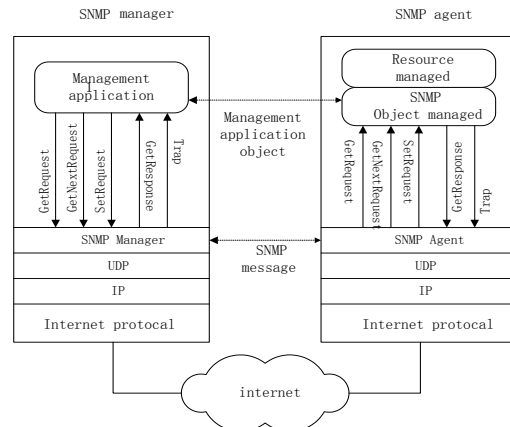 SNMP manager
SNMP agent
Management
application
Resource
managed
SNMP
Object managed
Management
application
object
GetRequest
GetNextRequest
SetRequest
GetResponse
Trap
GetRequest
GetNextRequest
SetRequest
GetResponse
Trap
SNMP Manager
UDP
IP
Internet protocal
SNMP
message
SNMP Agent
UDP
IP
Internet protocal
internet